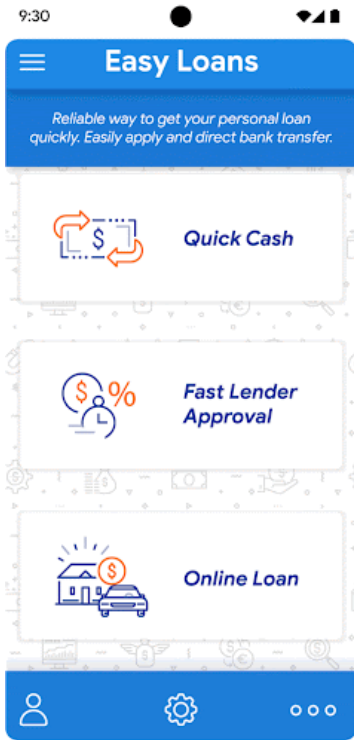 9:30
Easy Loans
Reliable way to get your personal loan
quickly. Easily apply and direct bank transfer.
$
Quick Cash
$ %
Fast Lender
Approval
$
Online Loan